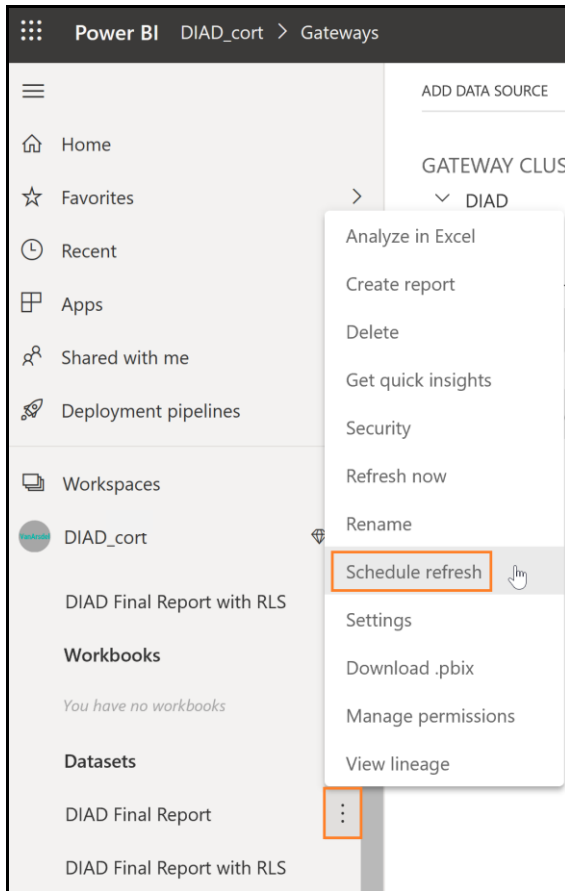 Power BI DIAD_cort > Gateways
ADD DATA SOURCE
Home
GATEWAY CLUS
Favorites
DIAD
Recent
Apps
Shared with me
Deployment pipelines
Workspaces
DIAD_cort
DIAD Final Report with RLS
Workbooks
You have no workbooks
Datasets
DIAD Final Report
DIAD Final Report with RLS
Analyze in Excel
Create report
Delete
Get quick insights
Security
Refresh now
Rename
Schedule refresh
Settings
Download .pbix
Manage permissions
View lineage